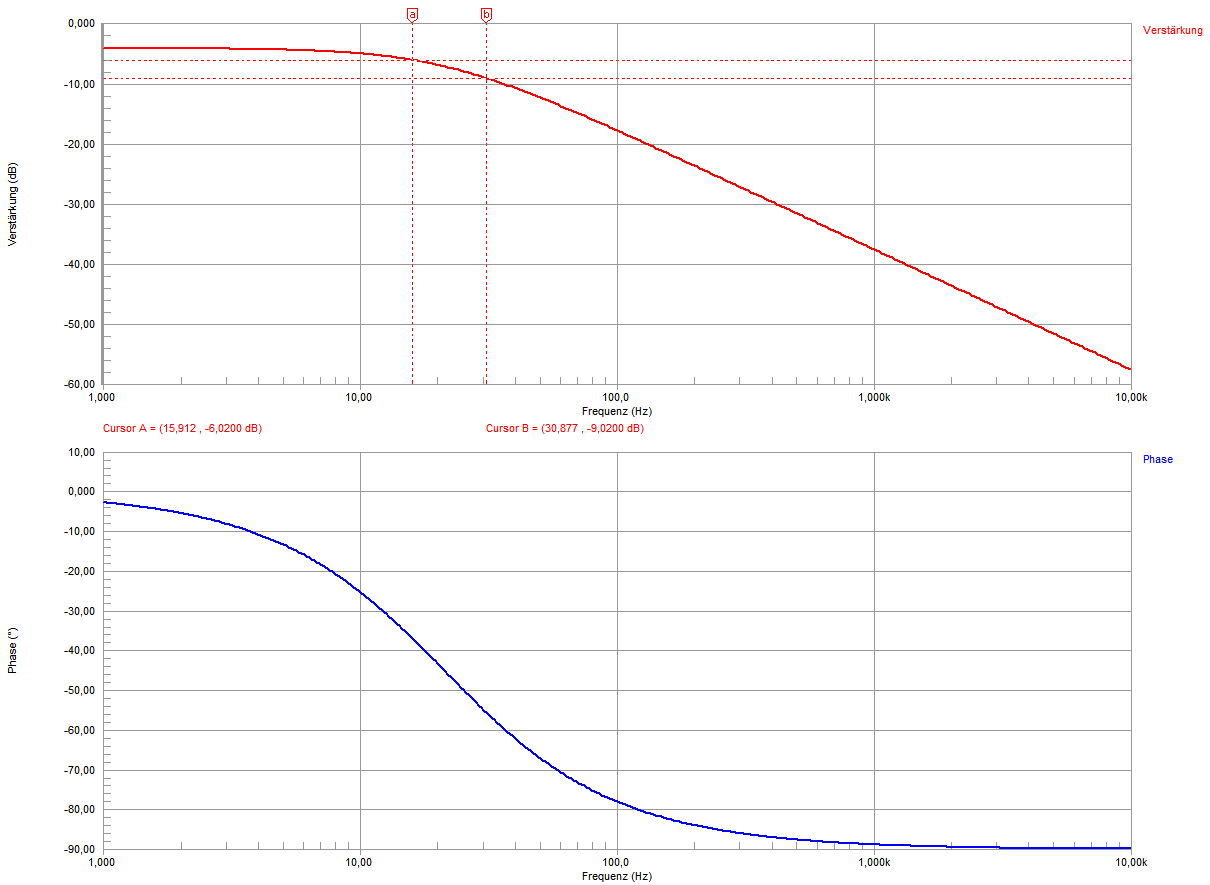 a b
0,000
Verstärkung
-10,00
-20,00
Verstärkung (dB)
-30,00
-40,00
-50,00
-60,00
1,000 10,00 100,0 1,000k 10,00k
Frequenz (Hz)
Cursor A = (15,912 , -6,0200 dB) Cursor B = (30,877 , -9,0200 dB)
10,00
Phase
0,000
-10,00
-20,00
-30,00
Phase (°)
-40,00
-50,00
-60,00
-70,00
-80,00
-90,00
1,000 10,00 100,0 1,000k 10,00k
Frequenz (Hz)